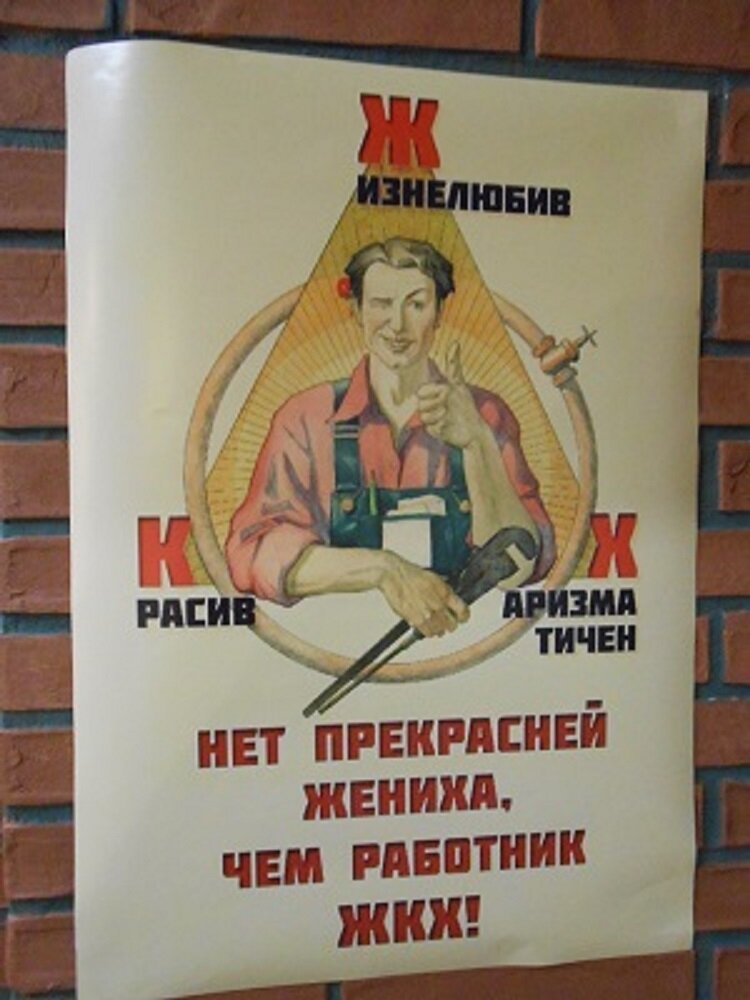 Ж
ИЗНЕЛЮБИВ
К
РАСИВ
Х
АРИЗМА
ТИЧЕН
НЕТ ПРЕКРАСНЕЙ
ЖЕНИХА,
ЧЕМ РАБОТНИК
ЖКХ!